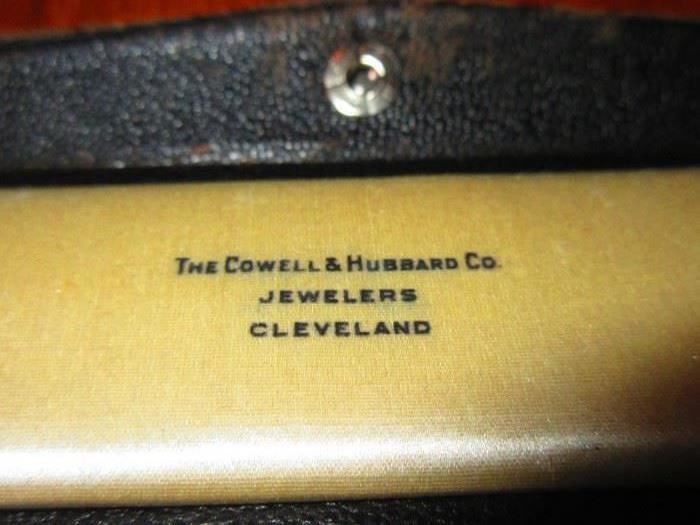 The Cowell & Hubbard Co.
JEWELERS
CLEVELAND